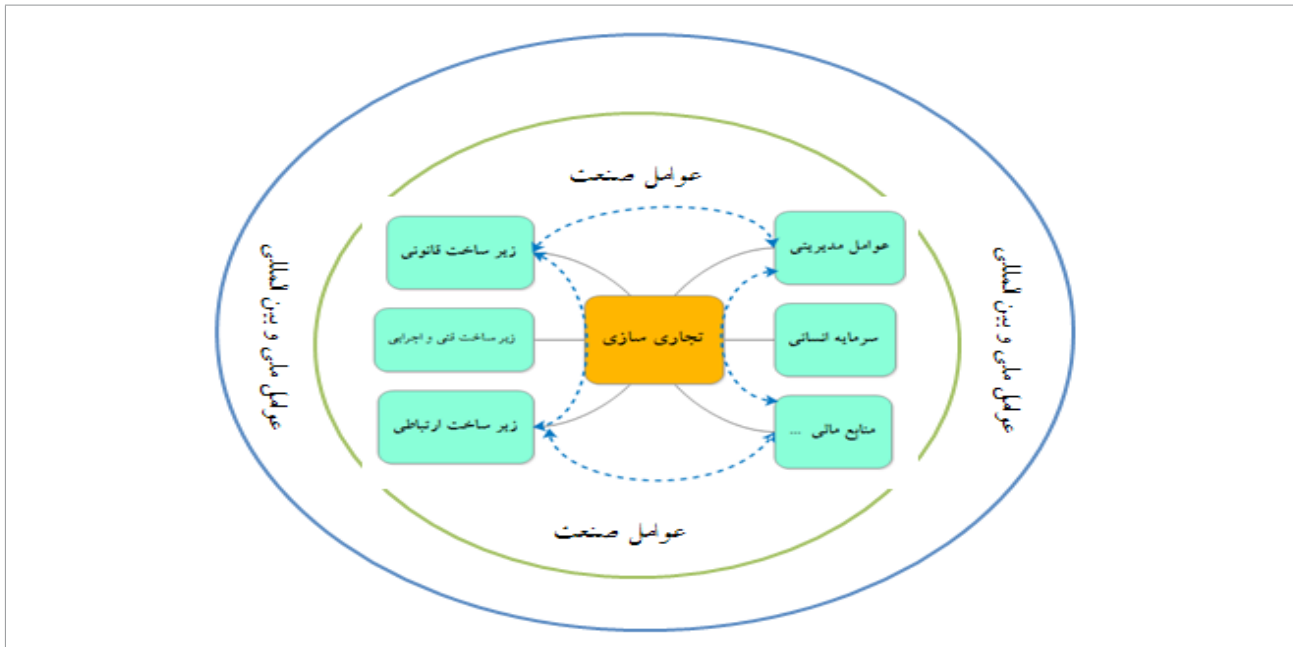 عوامل صنعت
عوامل مدیریتی
زیر ساخت قانونی
عوامل ملی و بین المللی
تجاری سازی
سرمایه انسانی
زیر ساخت فنی و اجرایی
عوامل ملی و بین المللی
منابع مالی ...
زیر ساخت ارتباطی
عوامل صنعت